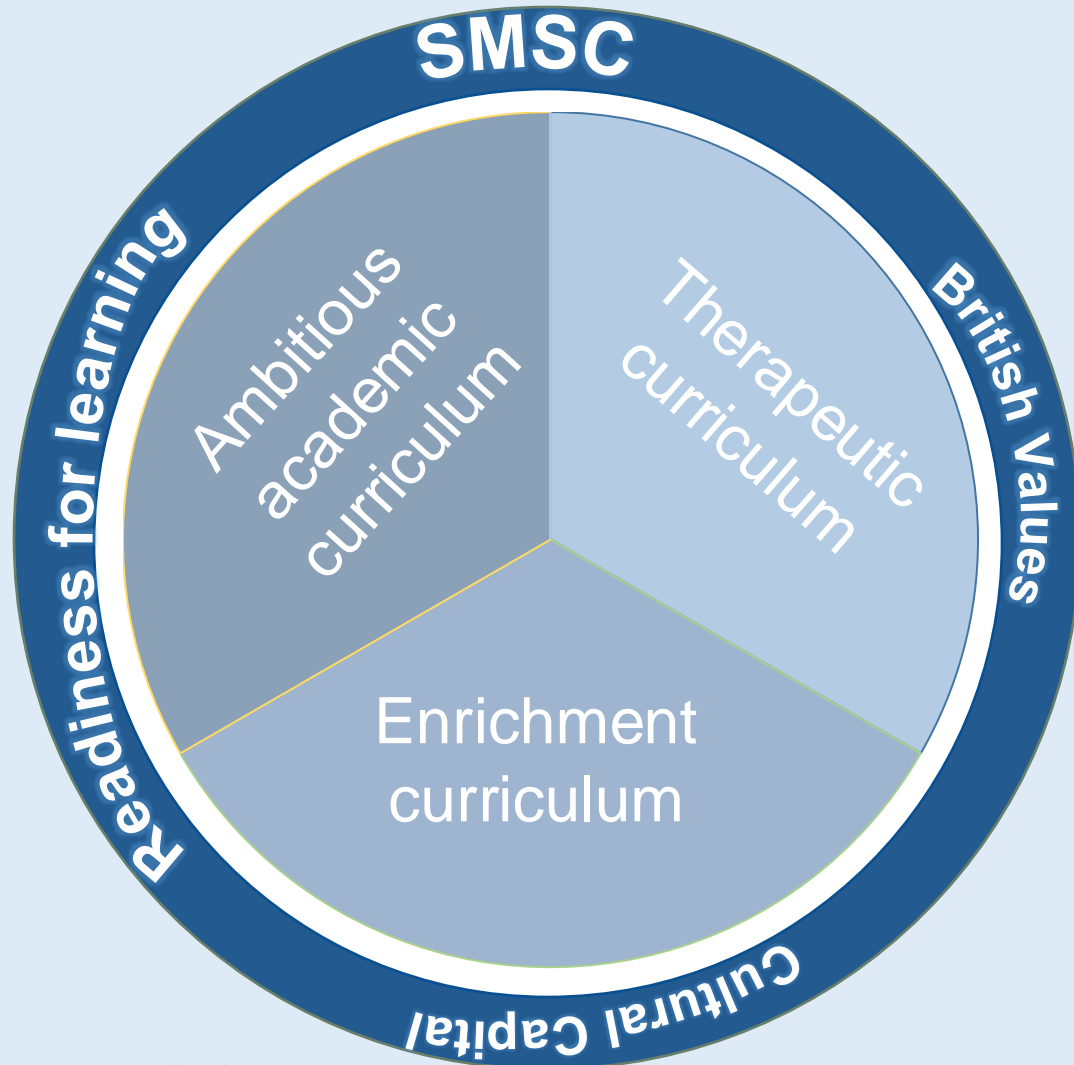 SMSC
British Values
Cultural Capital
Readiness for learning
Ambitious
academic
curriculum
Therapeutic
curriculum
Enrichment
curriculum